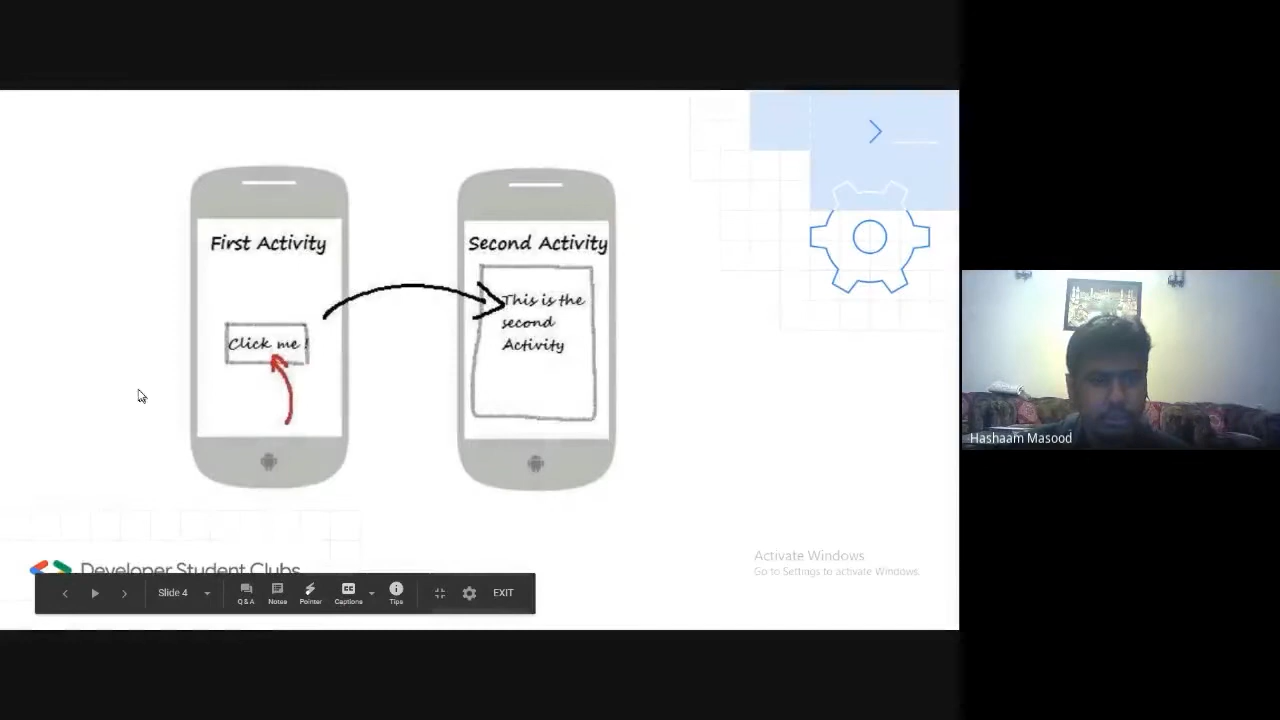 First Activity
Click me !
Second Activity
This is the
second
Activity
Developer Student Clubs
Slide 4
Q & A
Notes
Pointer
Captions
CC
Tips
EXIT
Activate Windows
Go to Settings to activate Windows.
Hashaam Masood